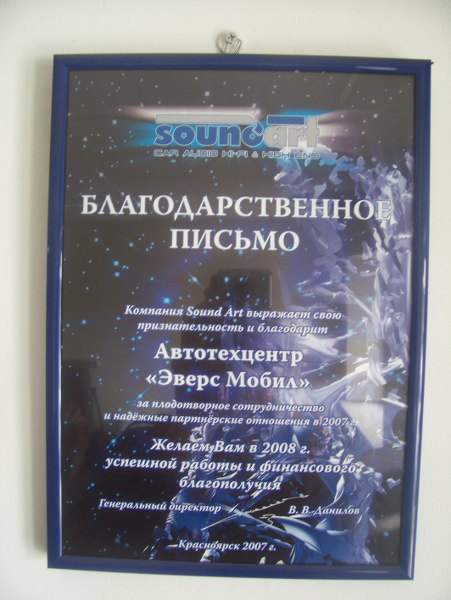 soundart
CAR AUDIO HI-FI & HIGH END
БЛАГОДАРСТВЕННОЕ
ПИСЬМО
Компания Sound Art выражает свою
признательность и благодарит
Автотехцентр
«Эверс Мобил»
за плодотворное сотрудничество
и надёжные партнёрские отношения в 2007 г.
Желаем Вам в 2008 г.
успешной работы и финансового
благополучия
Генеральный директор В. В. Данилов
Красноярск 2007 г.